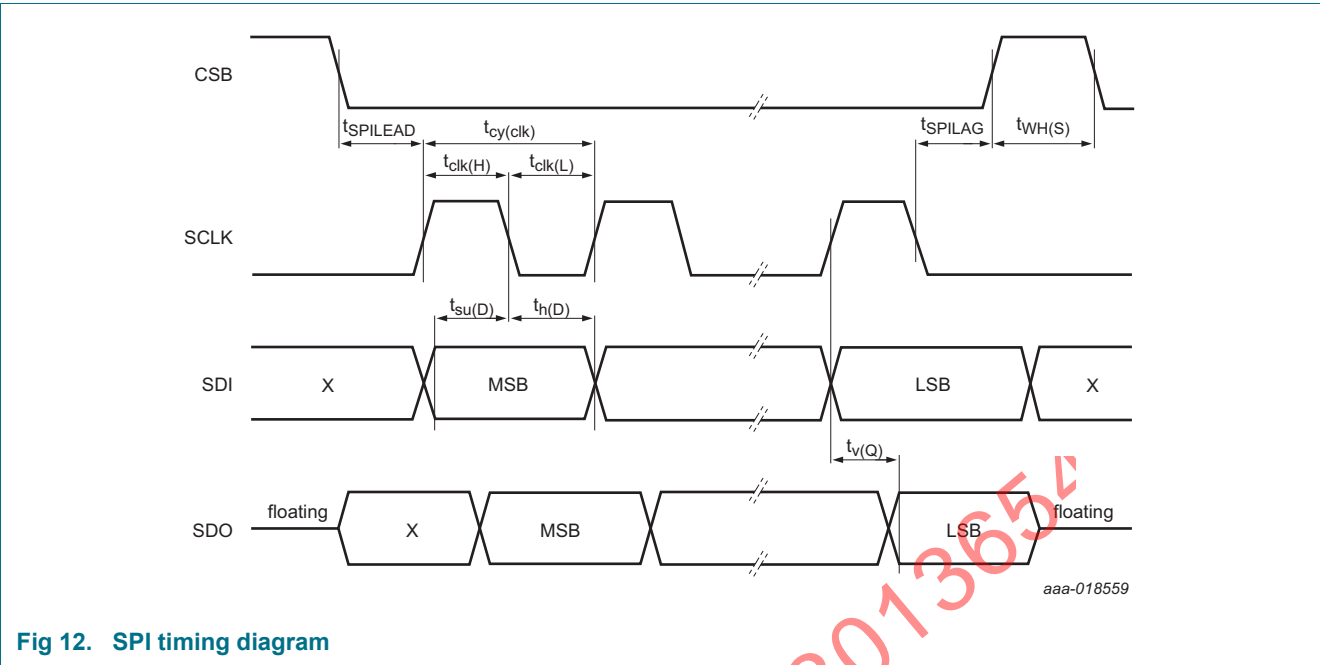 CSB
tSPILEAD
tcy(clk)
tSPILAG
tWH(S)
tclk(H)
tclk(L)
SCLK
tsu(D)
th(D)
SDI
X
MSB
LSB
X
tv(Q)
SDO
floating
X
MSB
LSB
floating
aaa-018559
Fig 12. SPI timing diagram